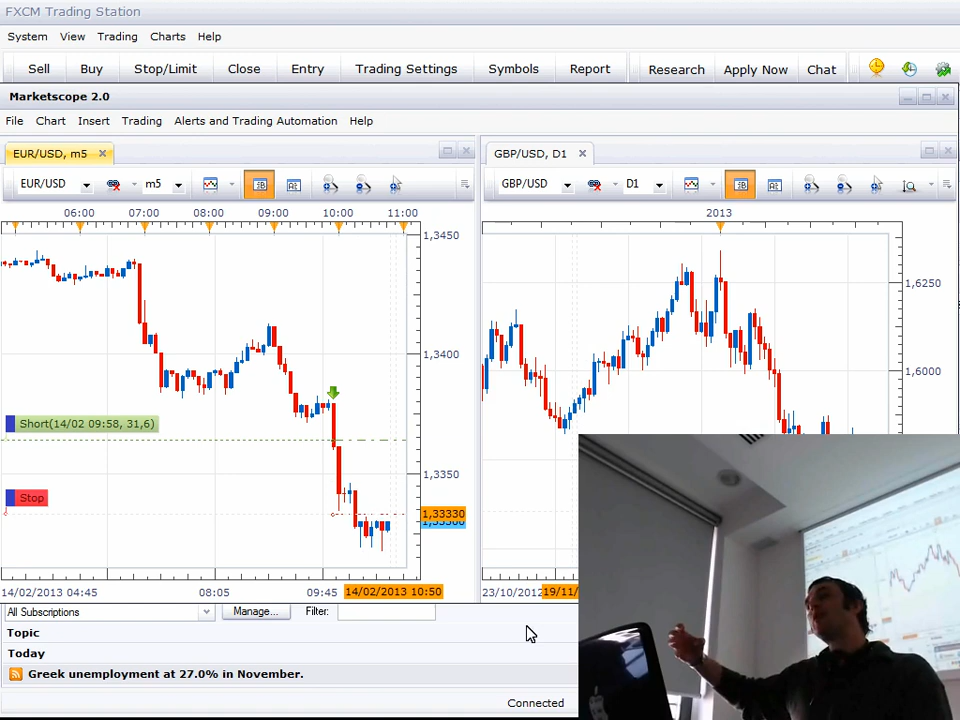 FXCM Trading Station
System View Trading Charts Help
Sell Buy Stop/Limit Close Entry Trading Settings Symbols Report Research Apply Now Chat
Marketscope 2.0
File Chart Insert Trading Alerts and Trading Automation Help
EUR/USD, m5
EUR/USD m5
06:00 07:00 08:00 09:00 10:00 11:00
1,3450
1,3400
Short(14/02 09:58, 31,6)
1,3350
Stop
1,33330
14/02/2013 04:45 08:05 09:45 14/02/2013 10:50
GBP/USD, D1
GBP/USD D1
2013
1,6250
1,6000
23/10/2012 19/11/
All Subscriptions Manage... Filter:
Topic
Today
Greek unemployment at 27.0% in November.
Connected